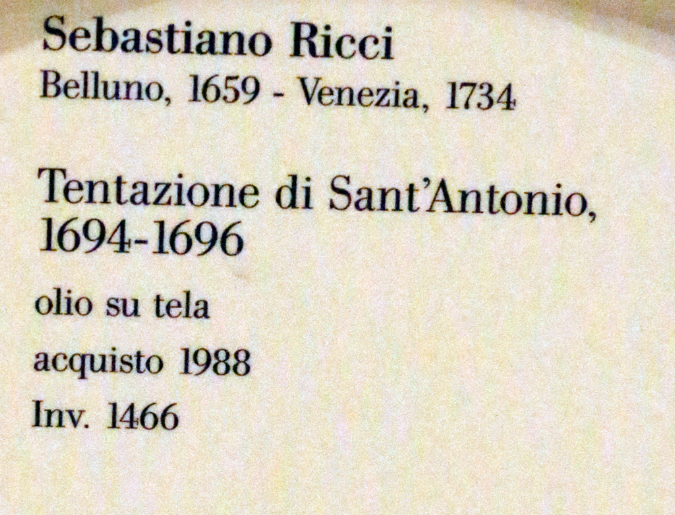 Sebastiano Ricci
Belluno, 1659 - Venezia, 1734
Tentazione di Sant'Antonio,
1694-1696
olio su tela
acquisto 1988
Inv. 1466